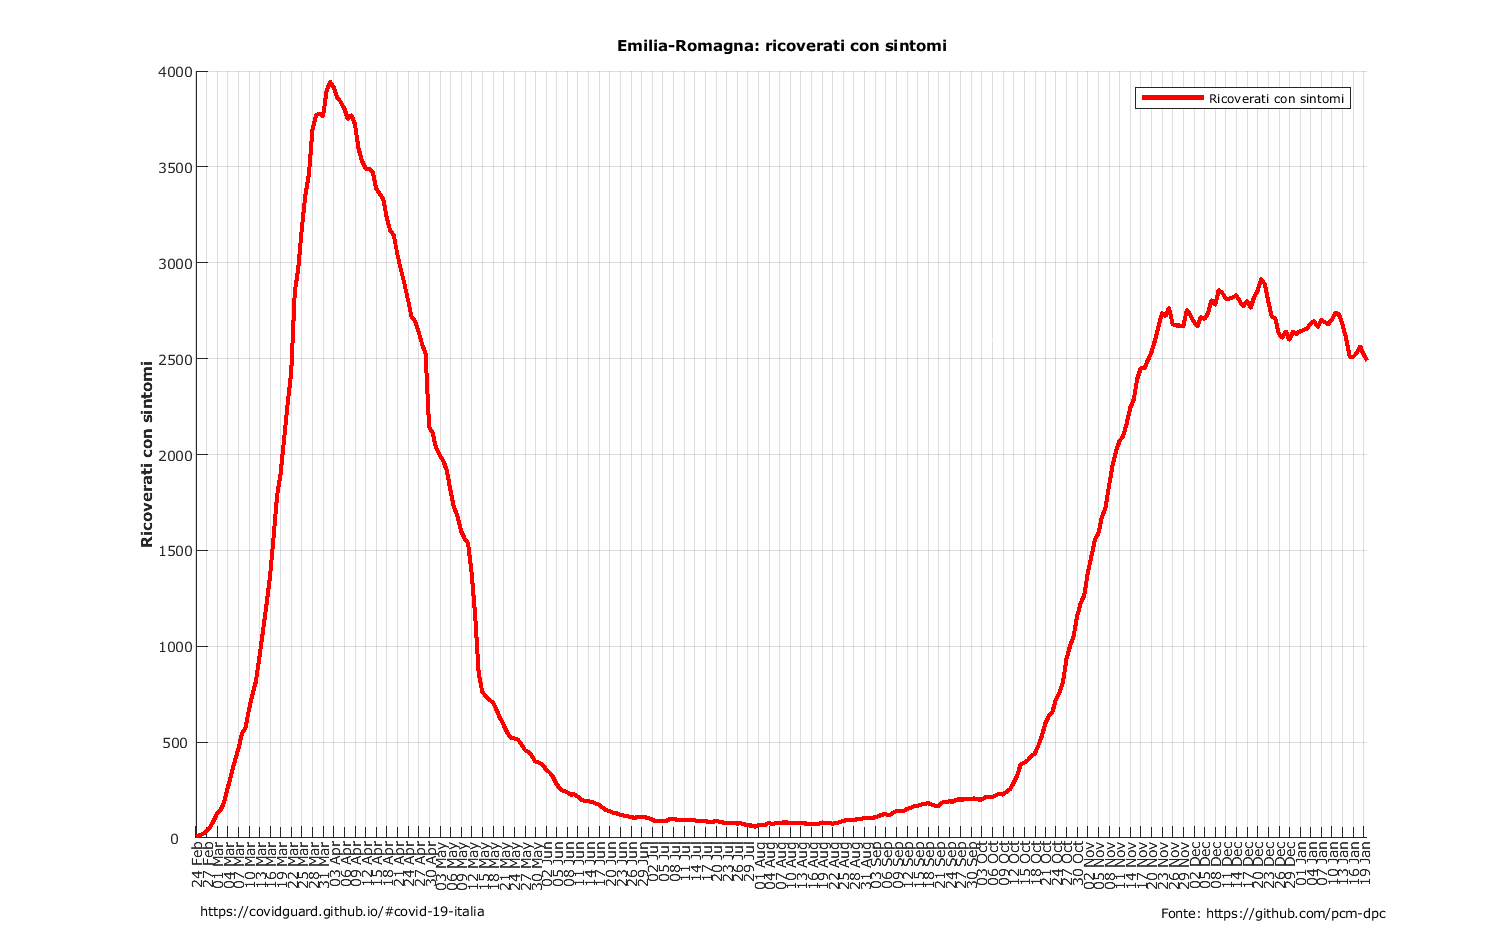 Emilia-Romagna: ricoverati con sintomi
Ricoverati con sintomi
4000
3500
3000
2500
2000
1500
1000
500
0
Ricoverati con sintomi
24 Feb
27 Feb
01 Mar
04 Mar
07 Mar
10 Mar
13 Mar
16 Mar
19 Mar
22 Mar
25 Mar
28 Mar
31 Mar
03 Apr
06 Apr
09 Apr
12 Apr
15 Apr
18 Apr
21 Apr
24 Apr
27 Apr
30 Apr
03 May
06 May
09 May
12 May
15 May
18 May
21 May
24 May
27 May
30 May
02 Jun
05 Jun
08 Jun
11 Jun
14 Jun
17 Jun
20 Jun
23 Jun
26 Jun
29 Jun
02 Jul
05 Jul
08 Jul
11 Jul
14 Jul
17 Jul
20 Jul
23 Jul
26 Jul
29 Jul
01 Aug
04 Aug
07 Aug
10 Aug
13 Aug
16 Aug
19 Aug
22 Aug
25 Aug
28 Aug
31 Aug
03 Sep
06 Sep
09 Sep
12 Sep
15 Sep
18 Sep
21 Sep
24 Sep
27 Sep
30 Sep
03 Oct
06 Oct
09 Oct
12 Oct
15 Oct
18 Oct
21 Oct
24 Oct
27 Oct
30 Oct
02 Nov
05 Nov
08 Nov
11 Nov
14 Nov
17 Nov
20 Nov
23 Nov
26 Nov
29 Nov
02 Dec
05 Dec
08 Dec
11 Dec
14 Dec
17 Dec
20 Dec
23 Dec
26 Dec
29 Dec
01 Jan
04 Jan
07 Jan
10 Jan
13 Jan
16 Jan
19 Jan
https://covidguard.github.io/#covid-19-italia
Fonte: https://github.com/pcm-dpc